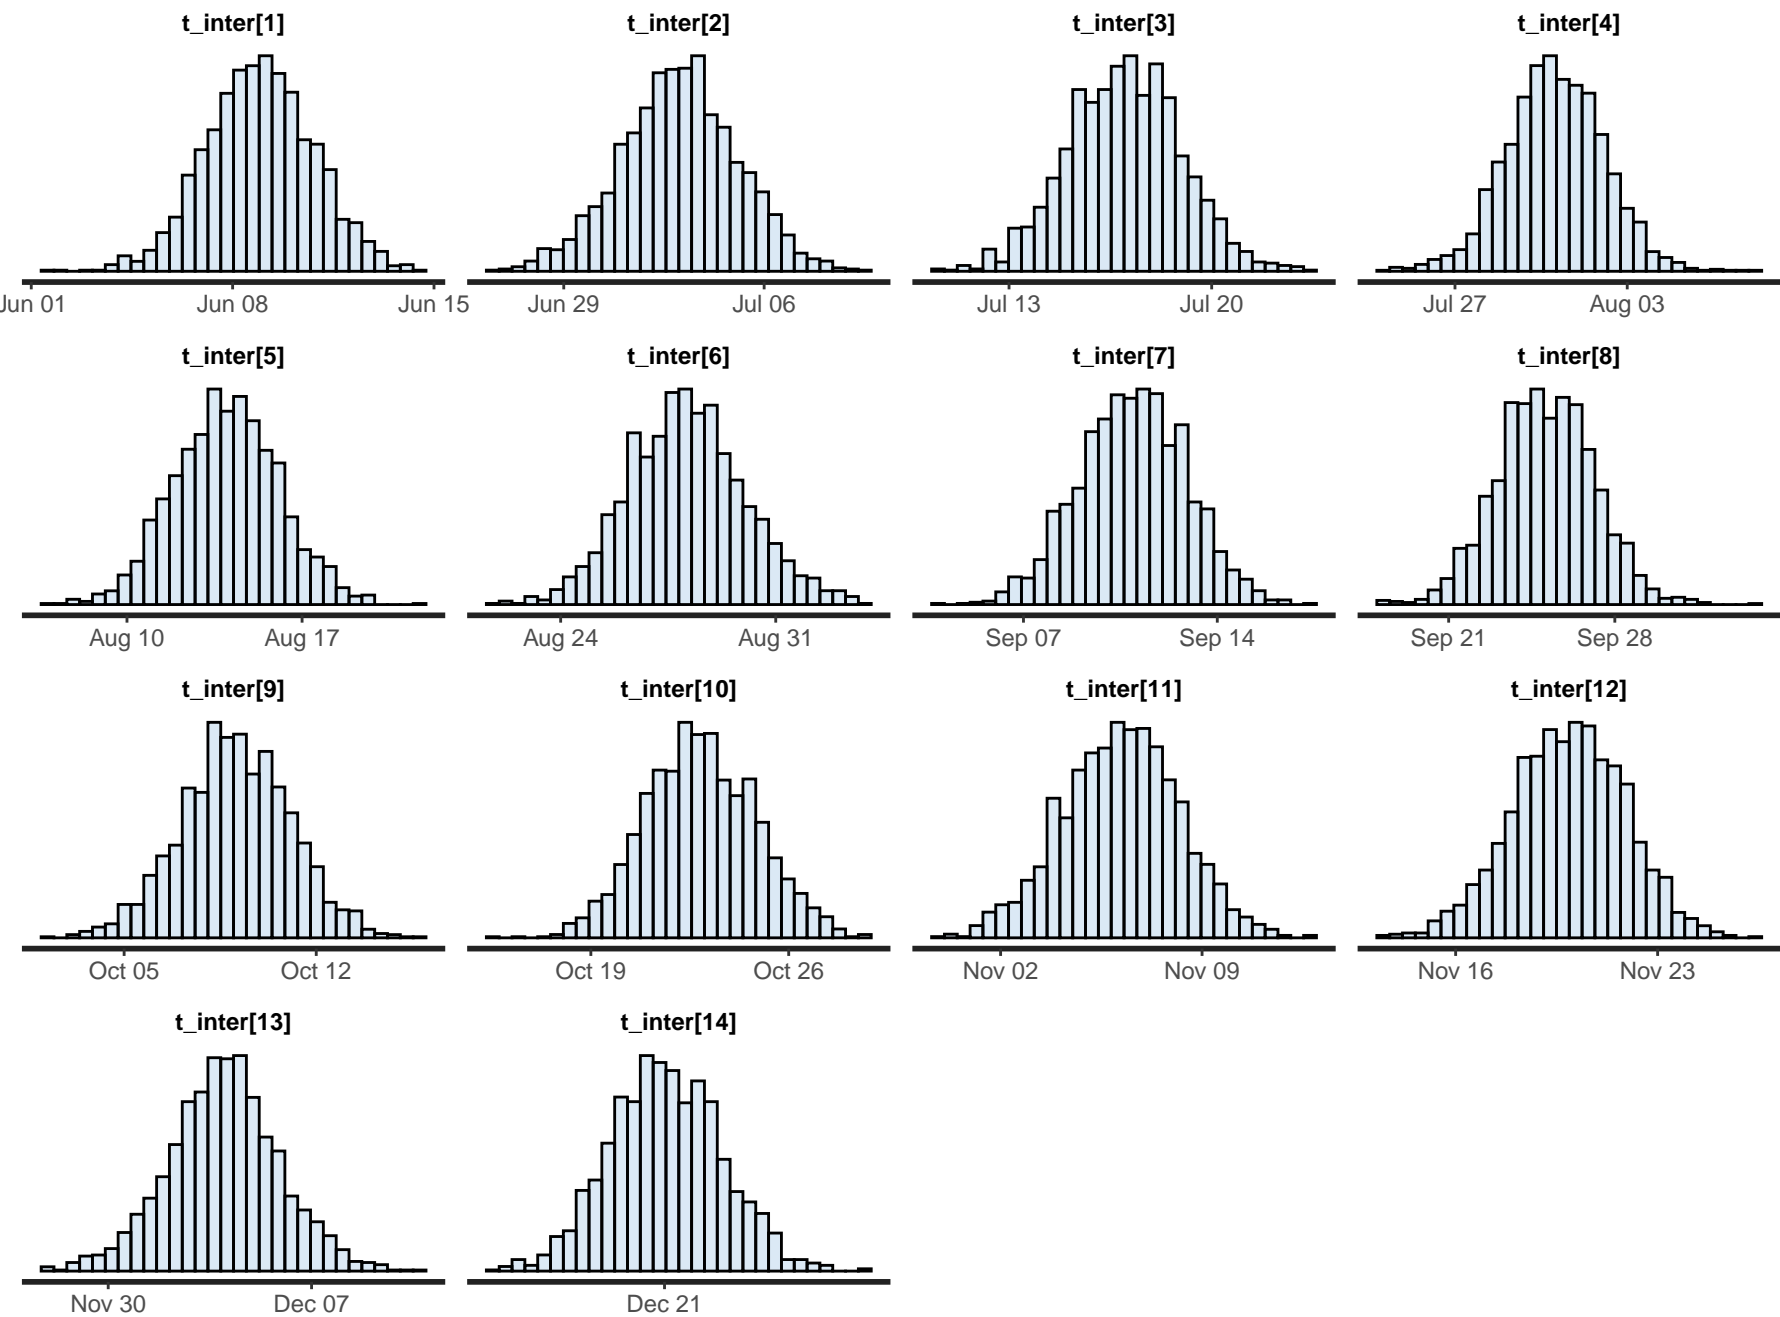 t_inter[1] t_inter[2] t_inter[3] t_inter[4]
Jun 01 Jun 08 Jun 15 Jun 29 Jul 06 Jul 13 Jul 20 Jul 27 Aug 03
t_inter[5] t_inter[6] t_inter[7] t_inter[8]
Aug 10 Aug 17 Aug 24 Aug 31 Sep 07 Sep 14 Sep 21 Sep 28
t_inter[9] t_inter[10] t_inter[11] t_inter[12]
Oct 05 Oct 12 Oct 19 Oct 26 Nov 02 Nov 09 Nov 16 Nov 23
t_inter[13] t_inter[14]
Nov 30 Dec 07 Dec 21